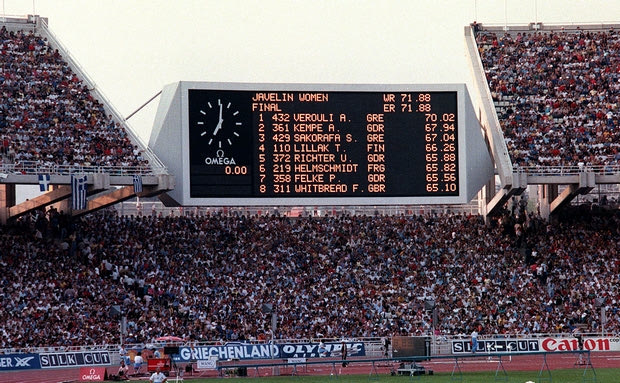 JAVELIN WOMEN WR 71.88
FINAL ER 71.88
1 432 VEROULI A. GRE 70.02
2 361 KEMPE A. GDR 67.94
3 429 SAKORAFA S. GRE 67.04
4 110 LILLAK T. FIN 66.26
5 372 RICHTER U. GDR 65.88
6 219 HELMSCHMIDT FRG 65.82
7 358 FELKE P. GDR 65.56
8 311 WHITBREAD F. GBR 65.10
OMEGA
0.00
SILK CUT
GRIECHENLAND OLYMPIC
SILK CUT
Canon
OMEGA